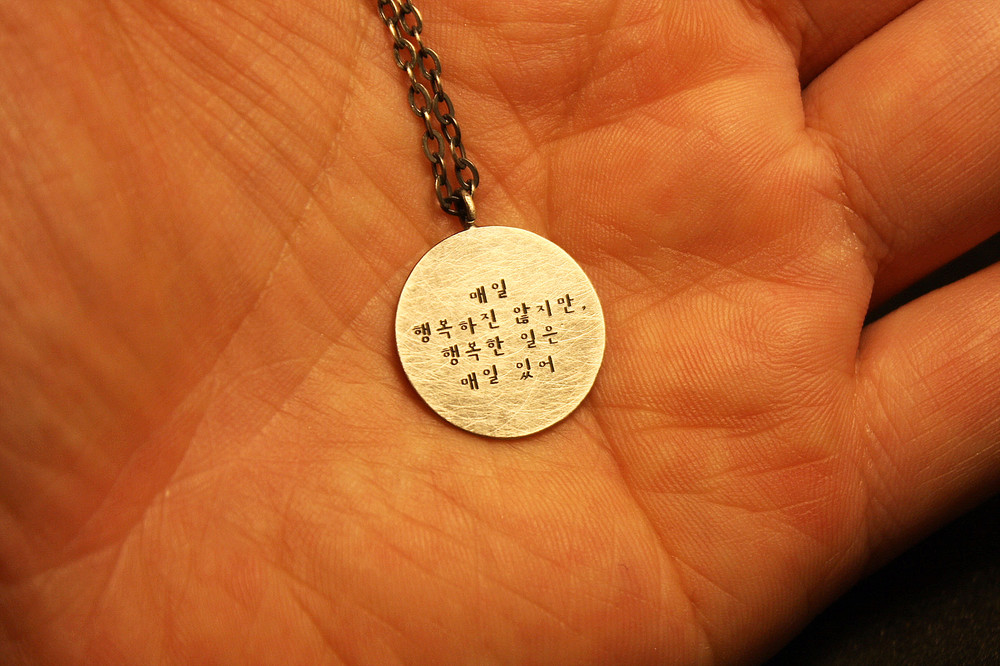 매일
행복하진 않지만,
행복한 일은
매일 있어